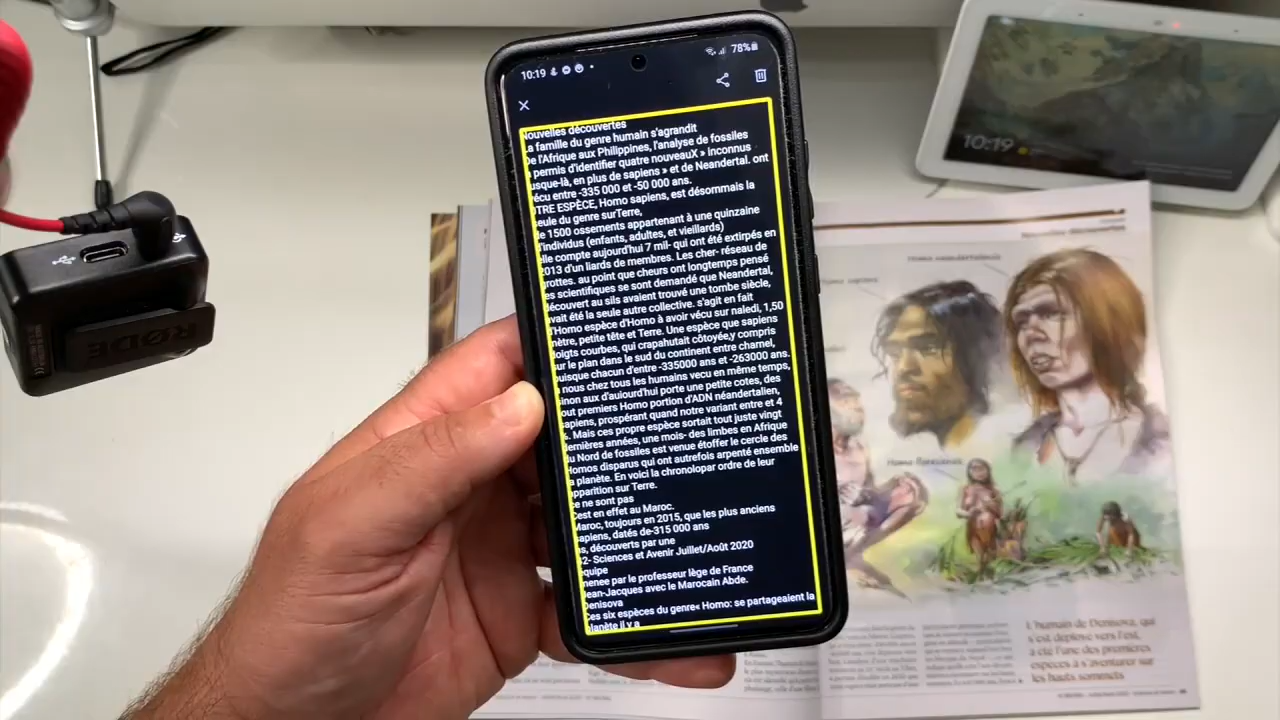 10:19
78%
Nouvelles découvertes
a famille du genre humain s'agrandit
De l'Afrique aux Philippines, l'analyse de fossiles
permis d'identifier quatre nouveauX » inconnus
usque-là, en plus de sapiens » et de Neandertal. ont
écu entre -335 000 et -50 000 ans.
OTRE ESPÈCE, Homo sapiens, est désormais la
seule du genre surTerre,
de 1500 ossements appartenant à une quinzaine
d'individus (enfants, adultes, et vieillards)
elle compte aujourd'hui 7 mil- qui ont été extirpés en
2013 d'un liards de membres. Les cher- réseau de
grottes. au point que cheurs ont longtemps pensé
es scientifiques se sont demandé que Neandertal,
découvert au sils avaient trouvé une tombe siècle,
avait été la seule autre collective. s'agit en fait
d'Homo espèce d'Homo à avoir vécu sur naledi, 1,50
mètre, petite tête et Terre. Une espèce que sapiens
doigts courbes, qui crapahutait côtoyée,y compris
sur le plan dans le sud du continent entre charnel,
puisque chacun d'entre -335000 ans et -263000 ans.
à nous chez tous les humains vecu en même temps,
sinon aux d'auiourd'hui porte une petite cotes, des
tout premiers Homo portion d'ADN néandertalien,
sapiens, prospérant quand notre variant entre et 4
%. Mais ces propre espèce sortait tout juste vingt
dernières années, une mois- des limbes en Afrique
du Nord de fossiles est venue étoffer le cercle des
Homos disparus qui ont autrefois arpenté ensemble
a planète. En voici la chronolopar ordre de leur
apparition sur Terre.
ce ne sont pas
C'est en effet au Maroc.
Maroc, toujours en 2015, que les plus anciens
sapiens, datés de-315 000 ans
s, découverts par une
2- Sciences et Avenir Juillet/Août 2020
equipe
menee par le professeur lège de France
Jean-Jacques avec le Marocain Abde.
Denisova
Ces six espèces du genre« Homo: se partageaient la
planète il y a
10:19
RØDE
Nouvelles découvertes
Homo neandertalensis
Homo sapiens
Homo floresiensis
L'humain de Denisova, qui
s'est déplacé vers l'est,
a été l'une des premières
espèces à s'aventurer sur
les hauts sommets